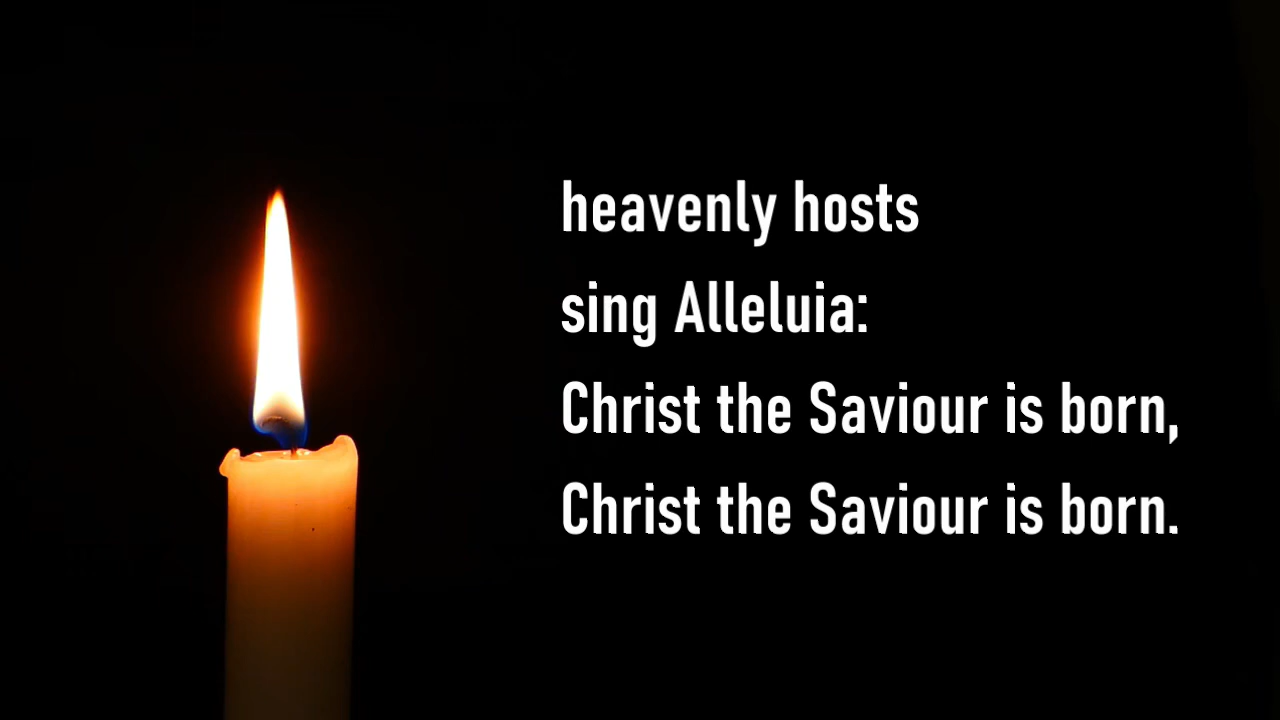 heavenly hosts
sing Alleluia:
Christ the Saviour is born,
Christ the Saviour is born.